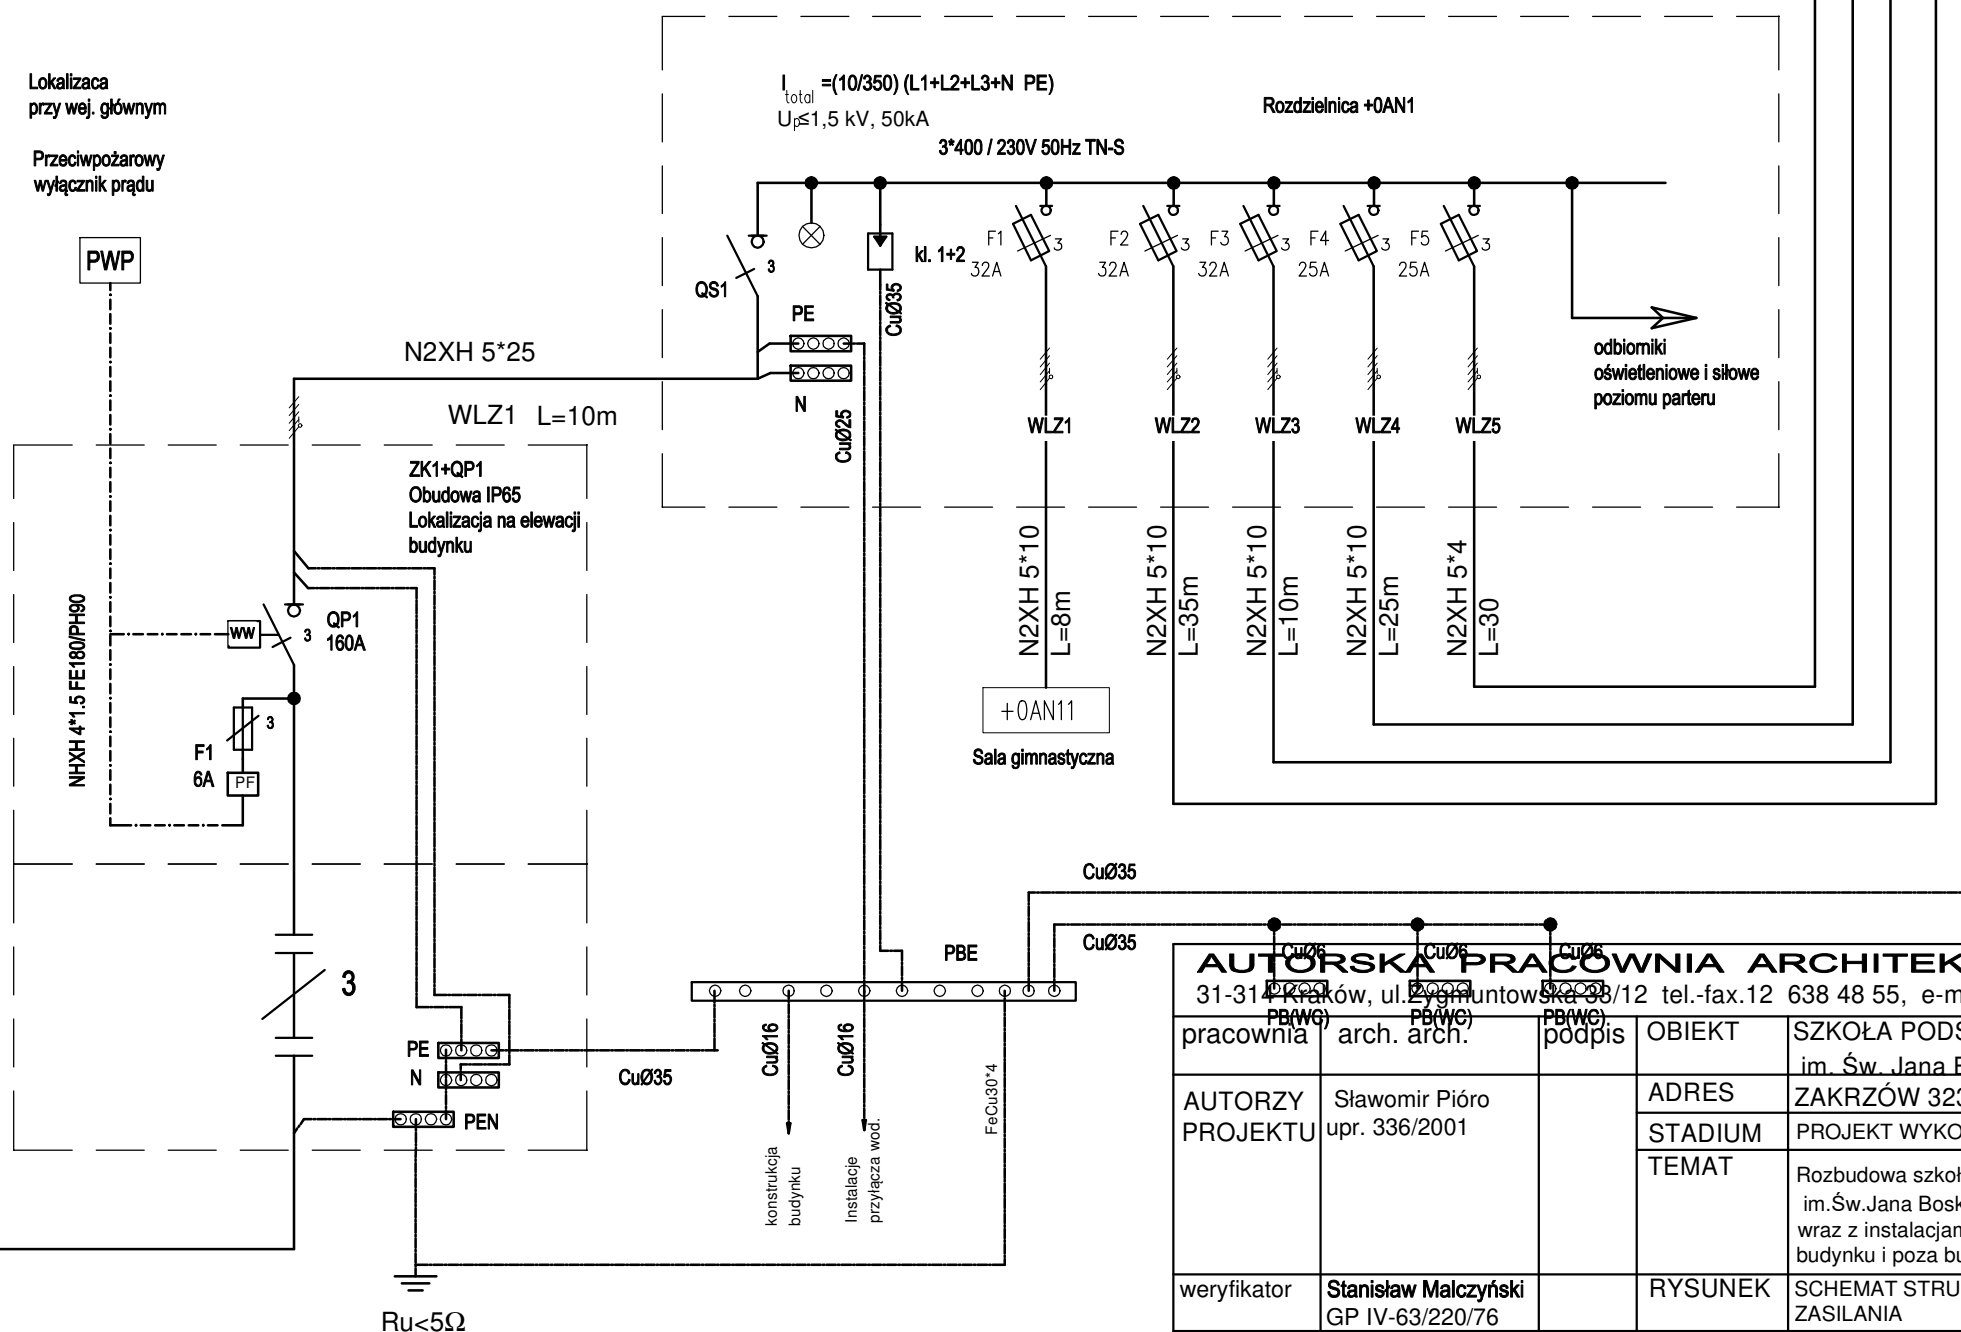 Lokalizaca
przy wej. głównym
Przeciwpożarowy
wyłącznik prądu
PWP
I total =(10/350) (L1+L2+L3+N PE)
Up≤1,5 kV, 50kA
3*400 / 230V 50Hz TN-S
Rozdzielnica +0AN1
QS1
3
kl. 1+2
CuØ35
PE
N
CuØ25
F1
32A
3
F2
32A
3
F3
32A
3
F4
25A
3
F5
25A
3
odbiorniki
oświetleniowe i siłowe
poziomu parteru
WLZ1
WLZ2
WLZ3
WLZ4
WLZ5
N2XH 5*10
L=8m
N2XH 5*10
L=35m
N2XH 5*10
L=10m
N2XH 5*10
L=25m
N2XH 5*4
L=30
+0AN11
Sala gimnastyczna
N2XH 5*25
WLZ1 L=10m
ZK1+QP1
Obudowa IP65
Lokalizacja na elewacji
budynku
NHXH 4*1.5 FE180/PH90
WW
3
QP1
160A
F1
6A
3
PF
3
PE
N
PEN
CuØ35
Ru<5Ω
PBE
CuØ35
CuØ35
CuØ16
konstrukcja
budynku
CuØ16
Instalacje
przyłącza wod.
FeCu30*4
CuØ6
CuØ6
CuØ6
PB(WC)
PB(WC)
PB(WC)
AUTORSKA PRACOWNIA ARCHITEK
31-314 Kraków, ul.Zygmuntowska 33/12 tel.-fax.12 638 48 55, e-m
pracownia
arch. arch.
podpis
OBIEKT
SZKOŁA PODS
im. Św. Jana B
AUTORZY
PROJEKTU
Sławomir Pióro
upr. 336/2001
ADRES
ZAKRZÓW 323
STADIUM
PROJEKT WYKO
TEMAT
Rozbudowa szkoł
im.Św.Jana Bosk
wraz z instalacjam
budynku i poza bu
weryfikator
Stanisław Malczyński
GP IV-63/220/76
RYSUNEK
SCHEMAT STRU
ZASILANIA